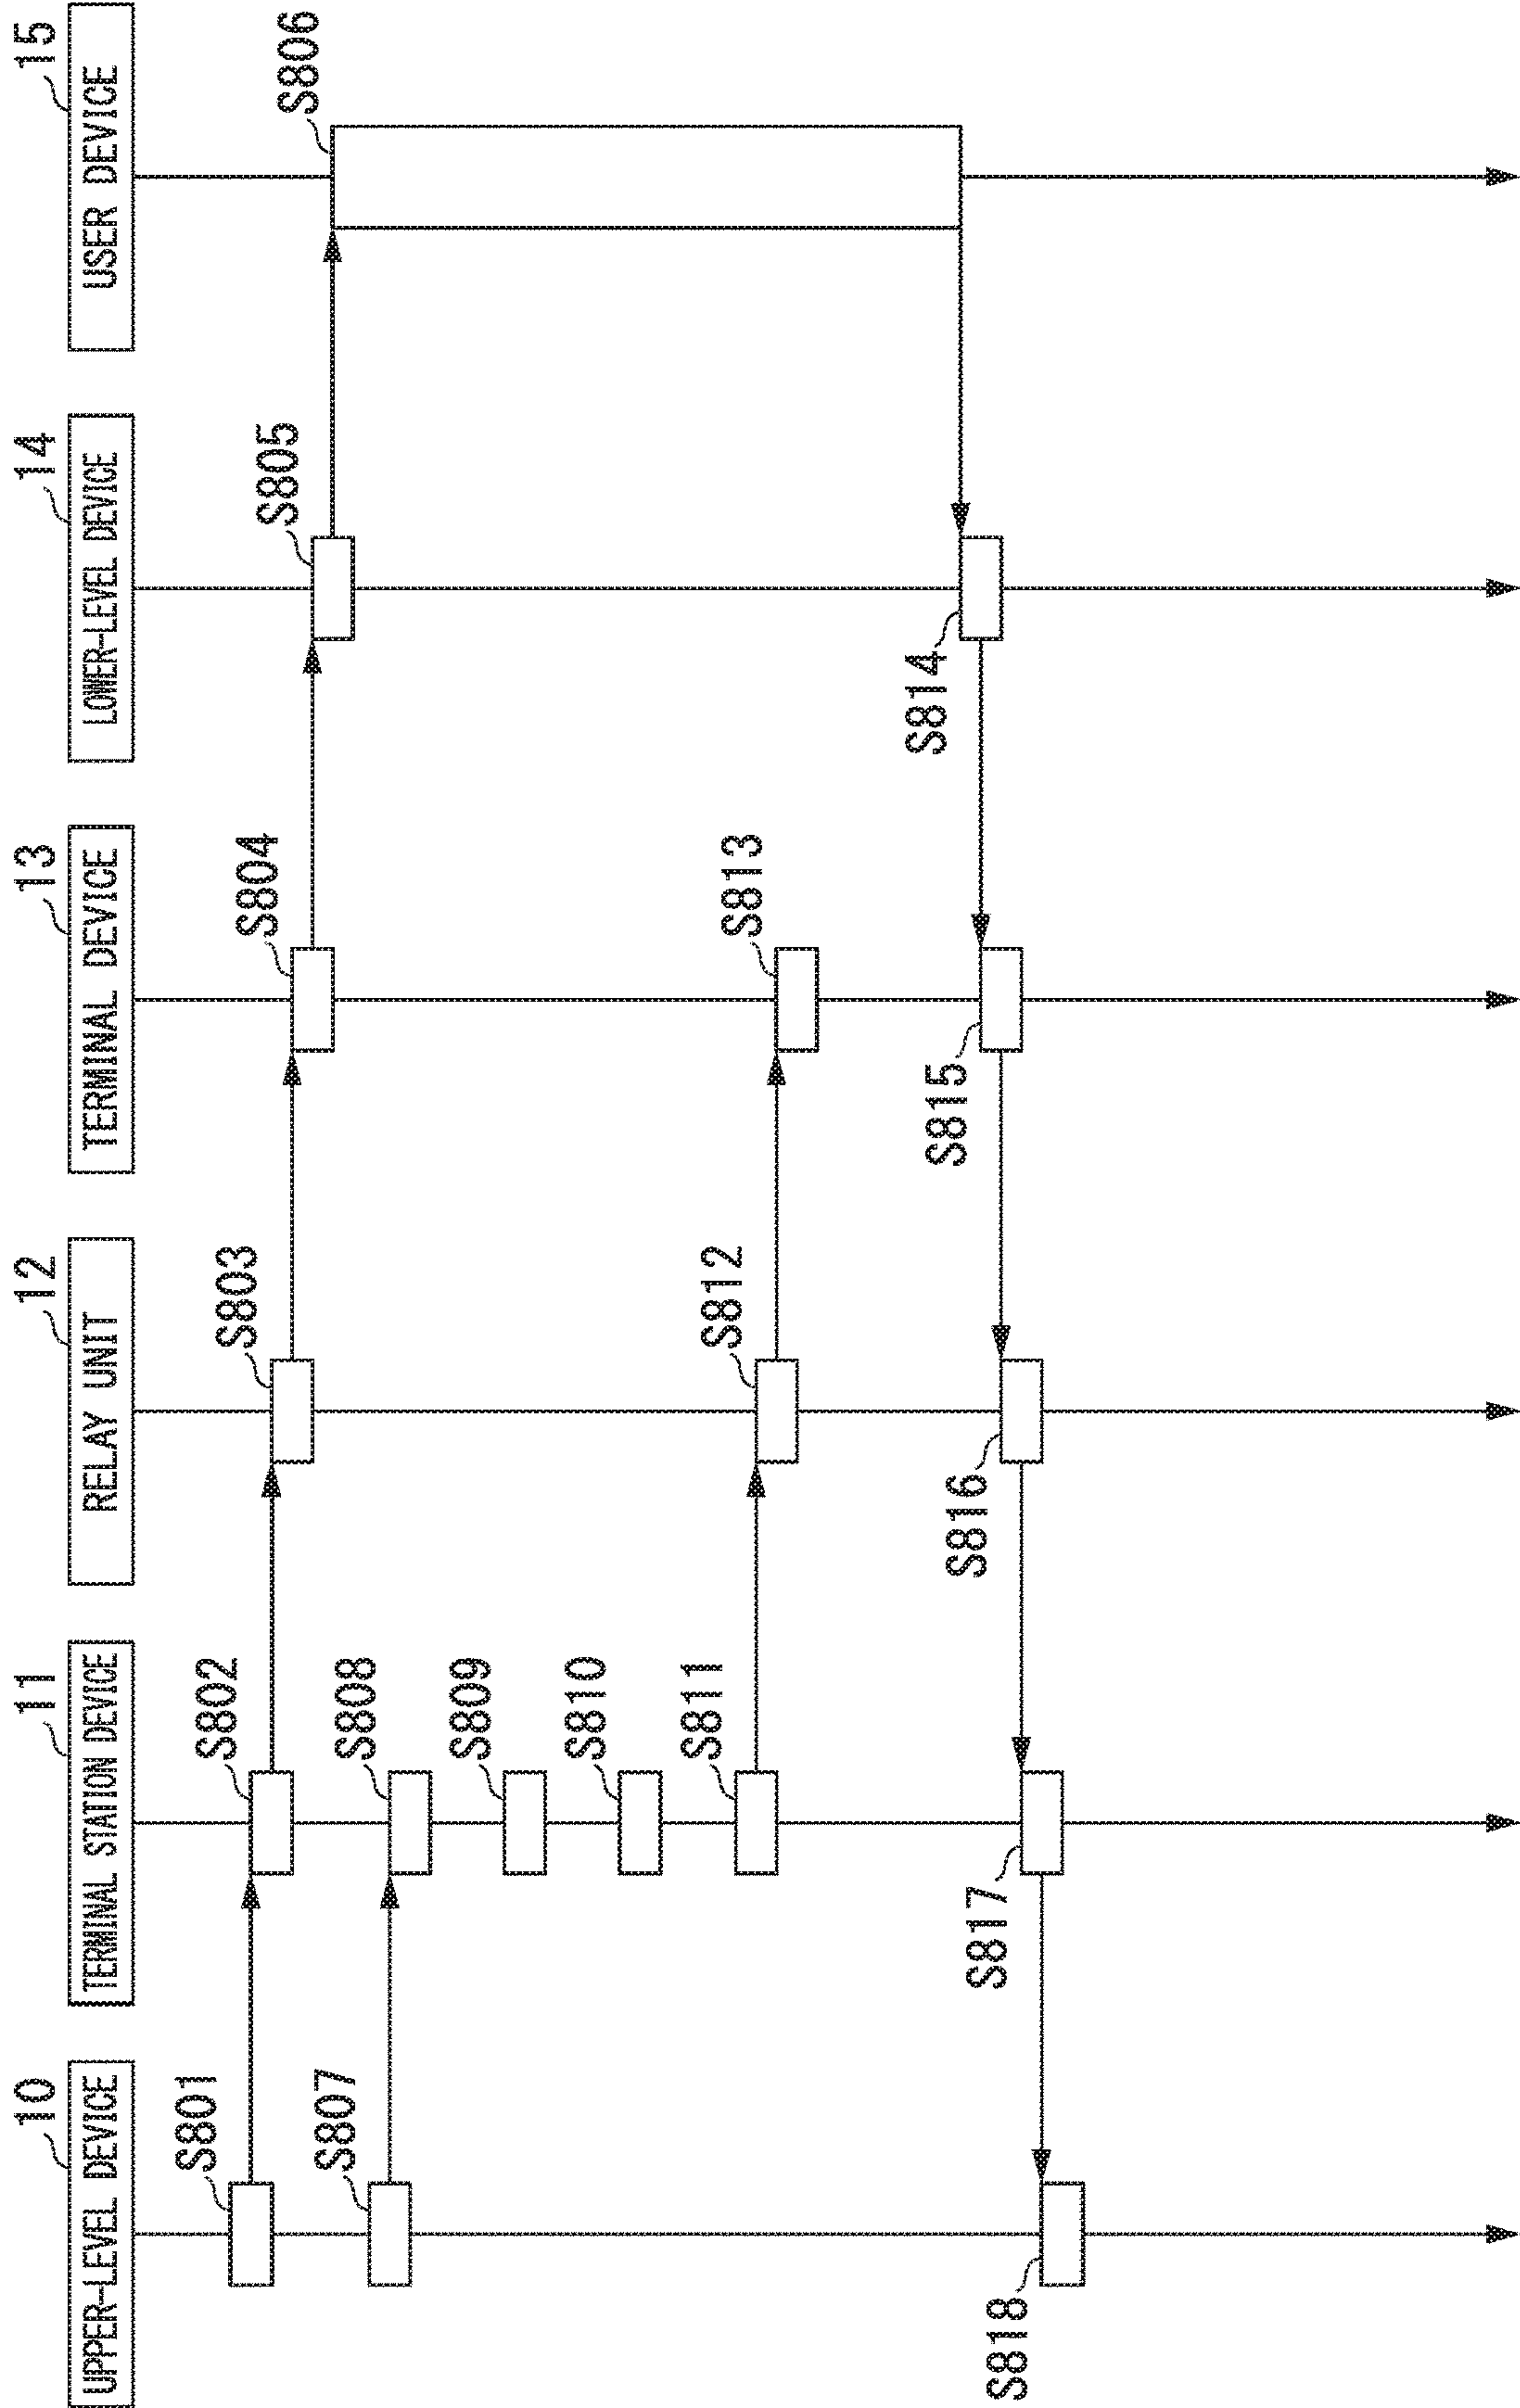 10
UPPER-LEVEL DEVICE
11
TERMINAL STATION DEVICE
12
RELAY UNIT
13
TERMINAL DEVICE
14
LOWER-LEVEL DEVICE
15
USER DEVICE
S801
S802
S803
S804
S805
S806
S807
S808
S809
S810
S811
S812
S813
S814
S815
S816
S817
S818